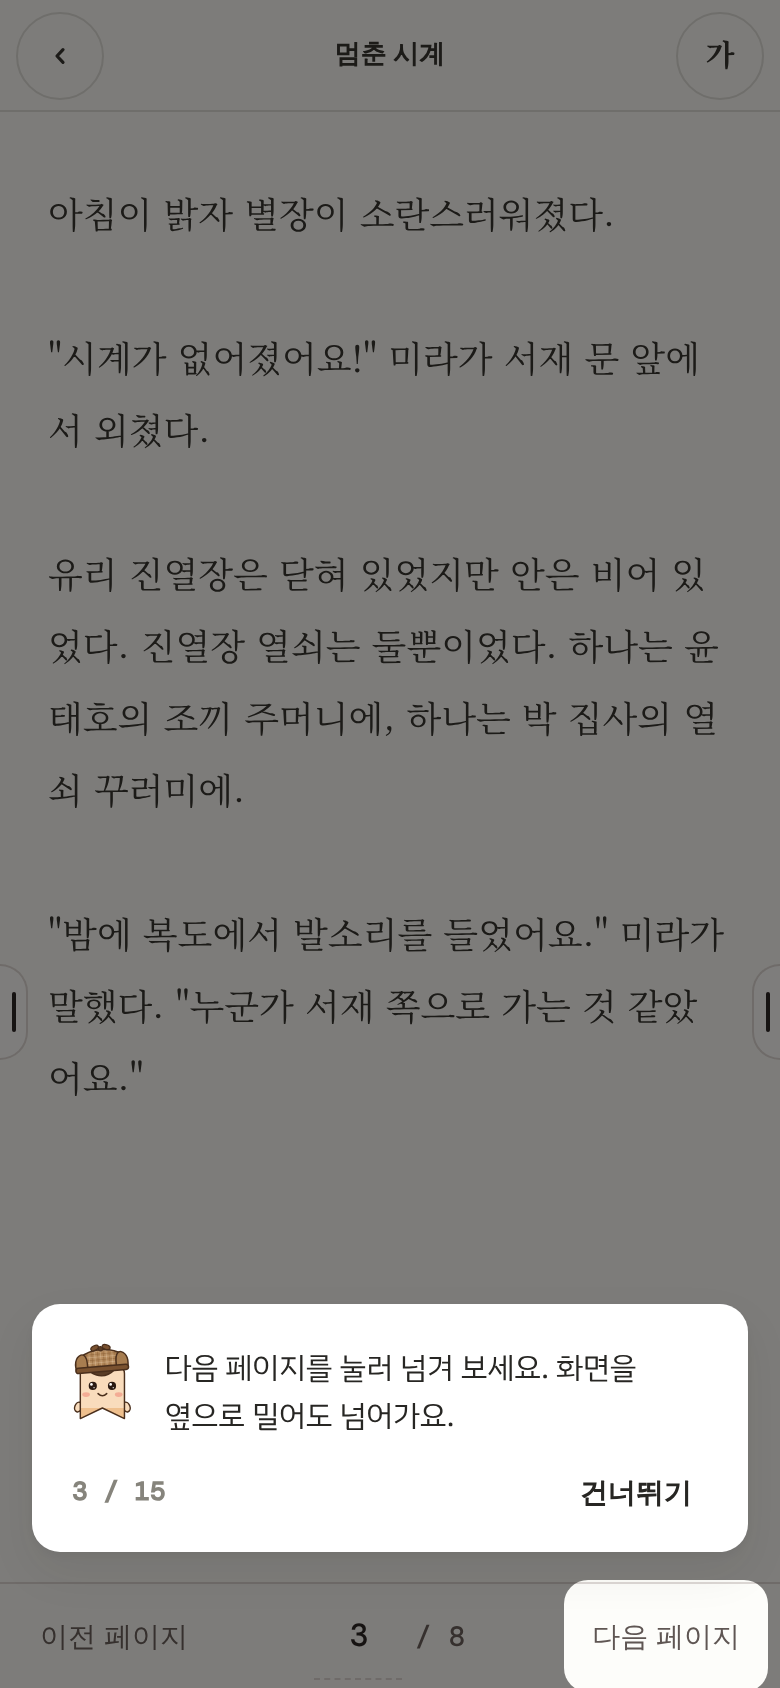 멈춘 시계
가
아침이 밝자 별장이 소란스러워졌다.
"시계가 없어졌어요!" 미라가 서재 문 앞에
서 외쳤다.
유리 진열장은 닫혀 있었지만 안은 비어 있
었다. 진열장 열쇠는 둘뿐이었다. 하나는 윤
태호의 조끼 주머니에, 하나는 박 집사의 열
쇠 꾸러미에.
"밤에 복도에서 발소리를 들었어요." 미라가
말했다. "누군가 서재 쪽으로 가는 것 같았
어요."
다음 페이지를 눌러 넘겨 보세요. 화면을
옆으로 밀어도 넘어가요.
3 / 15
건너뛰기
이전 페이지
3 / 8
다음 페이지